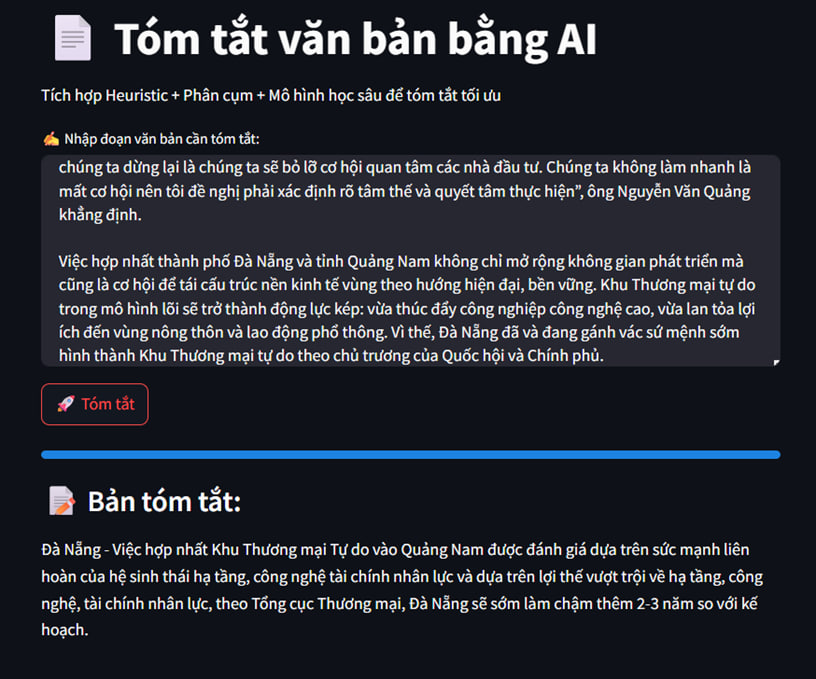 Tóm tắt văn bản bằng AI
Tích hợp Heuristic + Phân cụm + Mô hình học sâu để tóm tắt tối ưu
Nhập đoạn văn bản cần tóm tắt:
chúng ta dừng lại là chúng ta sẽ bỏ lỡ cơ hội quan tâm các nhà đầu tư. Chúng ta không làm nhanh là
mất cơ hội nên tôi đề nghị phải xác định rõ tâm thế và quyết tâm thực hiện”, ông Nguyễn Văn Quảng
khẳng định.
Việc hợp nhất thành phố Đà Nẵng và tỉnh Quảng Nam không chỉ mở rộng không gian phát triển mà
cũng là cơ hội để tái cấu trúc nền kinh tế vùng theo hướng hiện đại, bền vững. Khu Thương mại tự do
trong mô hình lõi sẽ trở thành động lực kép: vừa thúc đẩy công nghiệp công nghệ cao, vừa lan tỏa lợi
ích đến vùng nông thôn và lao động phổ thông. Vì thế, Đà Nẵng đã và đang gánh vác sứ mệnh sớm
hình thành Khu Thương mại tự do theo chủ trương của Quốc hội và Chính phủ.
Tóm tắt
Bản tóm tắt:
Đà Nẵng - Việc hợp nhất Khu Thương mại Tự do vào Quảng Nam được đánh giá dựa trên sức mạnh liên
hoàn của hệ sinh thái hạ tầng, công nghệ tài chính nhân lực và dựa trên lợi thế vượt trội về hạ tầng, công
nghệ, tài chính nhân lực, theo Tổng cục Thương mại, Đà Nẵng sẽ sớm làm chậm thêm 2-3 năm so với kế
hoạch.